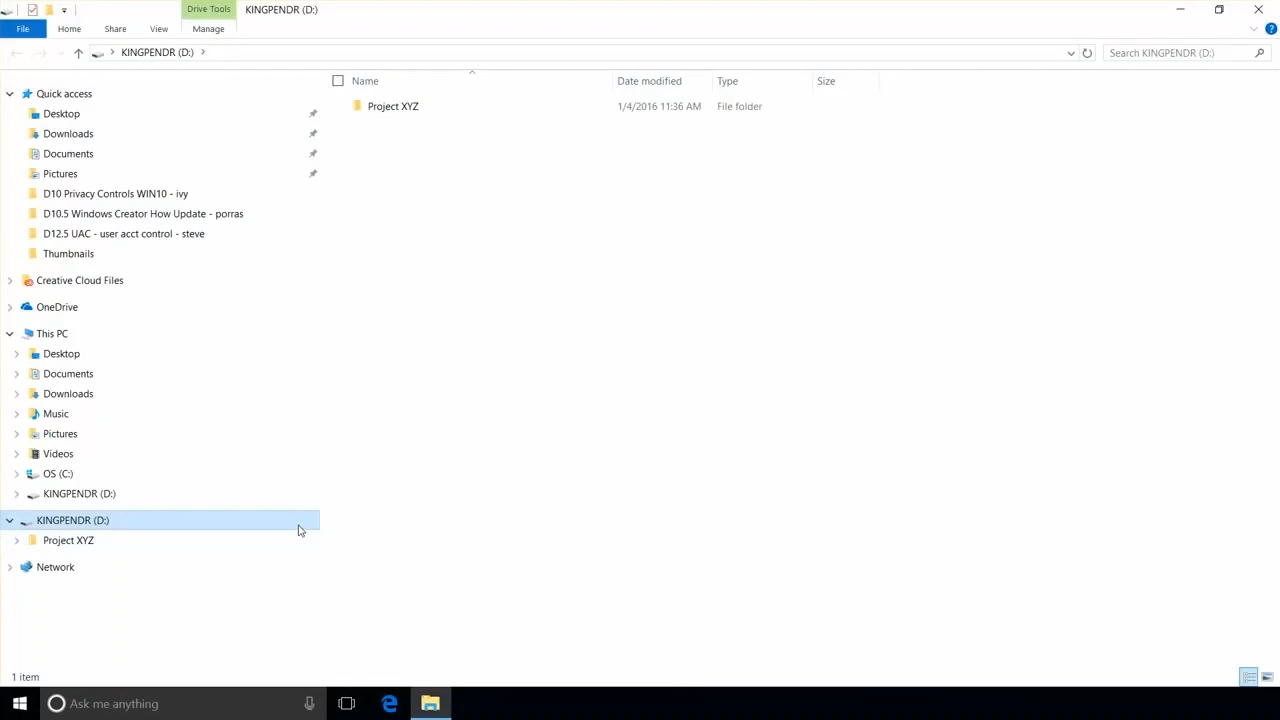 Drive Tools
KINGPENDR (D:)
File
Home
Share
View
Manage
KINGPENDR (D:)
Search KINGPENDR (D:)
Name
Date modified
Type
Size
Project XYZ
1/4/2016 11:36 AM
File folder
Quick access
Desktop
Downloads
Documents
Pictures
D10 Privacy Controls WIN10 - ivy
D10.5 Windows Creator How Update - porras
D12.5 UAC - user acct control - steve
Thumbnails
Creative Cloud Files
OneDrive
This PC
Desktop
Documents
Downloads
Music
Pictures
Videos
OS (C:)
KINGPENDR (D:)
KINGPENDR (D:)
Project XYZ
Network
1 item
Ask me anything